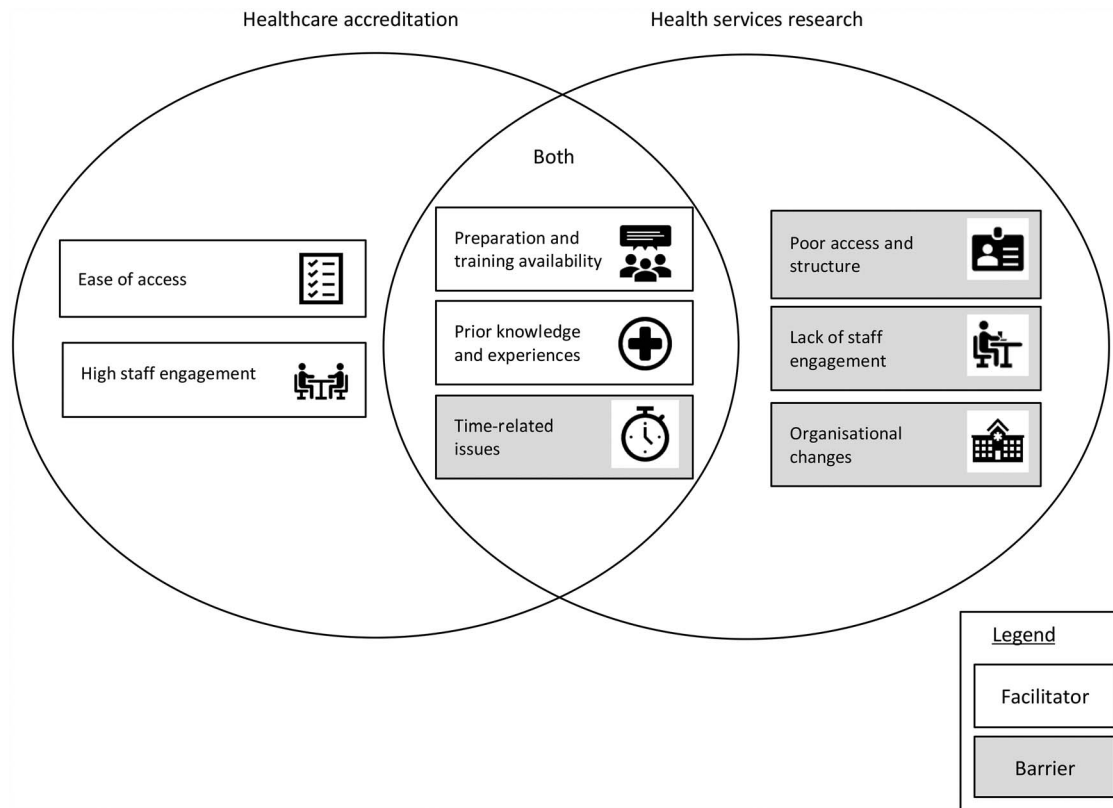 Healthcare accreditation
Health services research
Both
Ease of access
High staff engagement
Preparation and
training availability
Prior knowledge
and experiences
Time-related
issues
Poor access and
structure
Lack of staff
engagement
Organisational
changes
Legend
Facilitator
Barrier